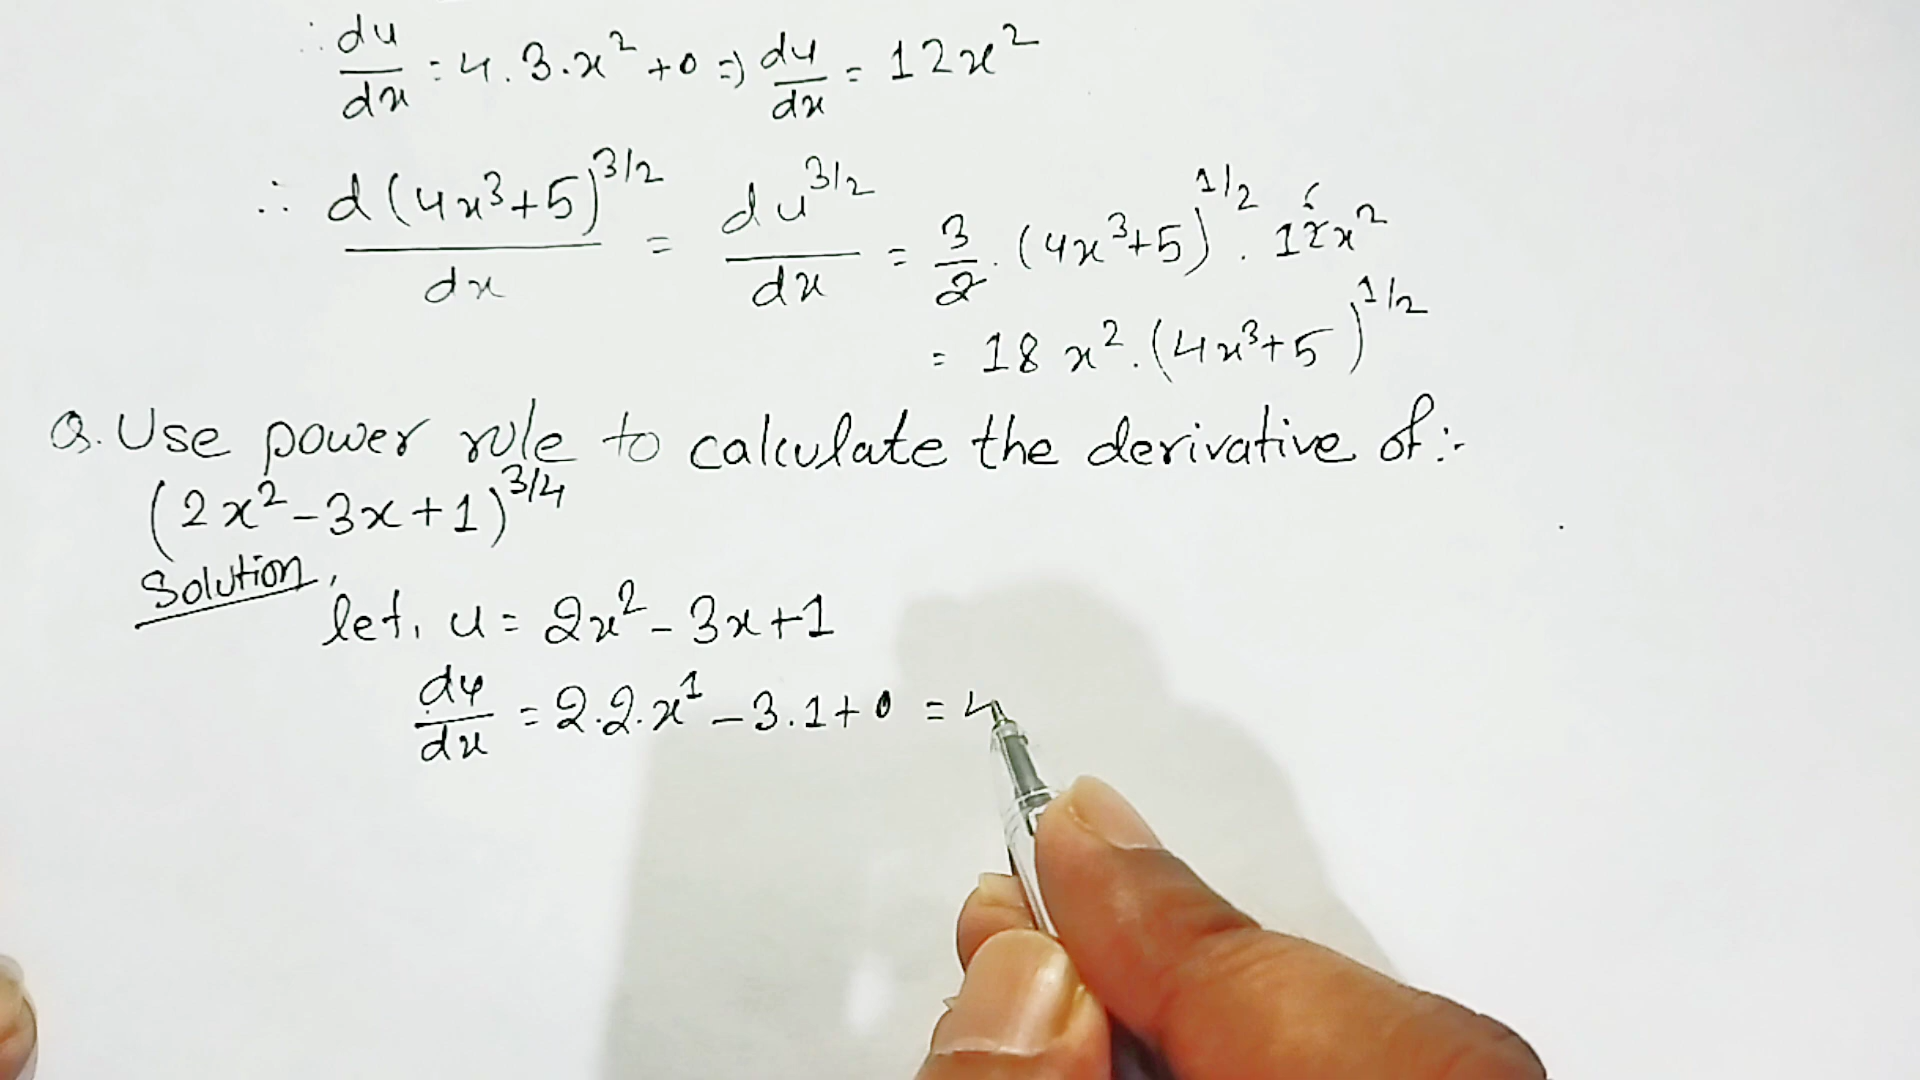 ∴ du/dx = 4.3.x² + 0 ⇒ du/dx = 12x²
∴ d(4x³+5)^3/2 / dx = du^3/2 / dx = 3/2 . (4x³+5)^1/2 . 12x²
= 18x².(4x³+5)^1/2
Q. Use power rule to calculate the derivative of :-
(2x²-3x+1)^3/4
Solution,
let, u = 2x² - 3x + 1
du/dx = 2.2.x¹ - 3.1 + 0 = 4